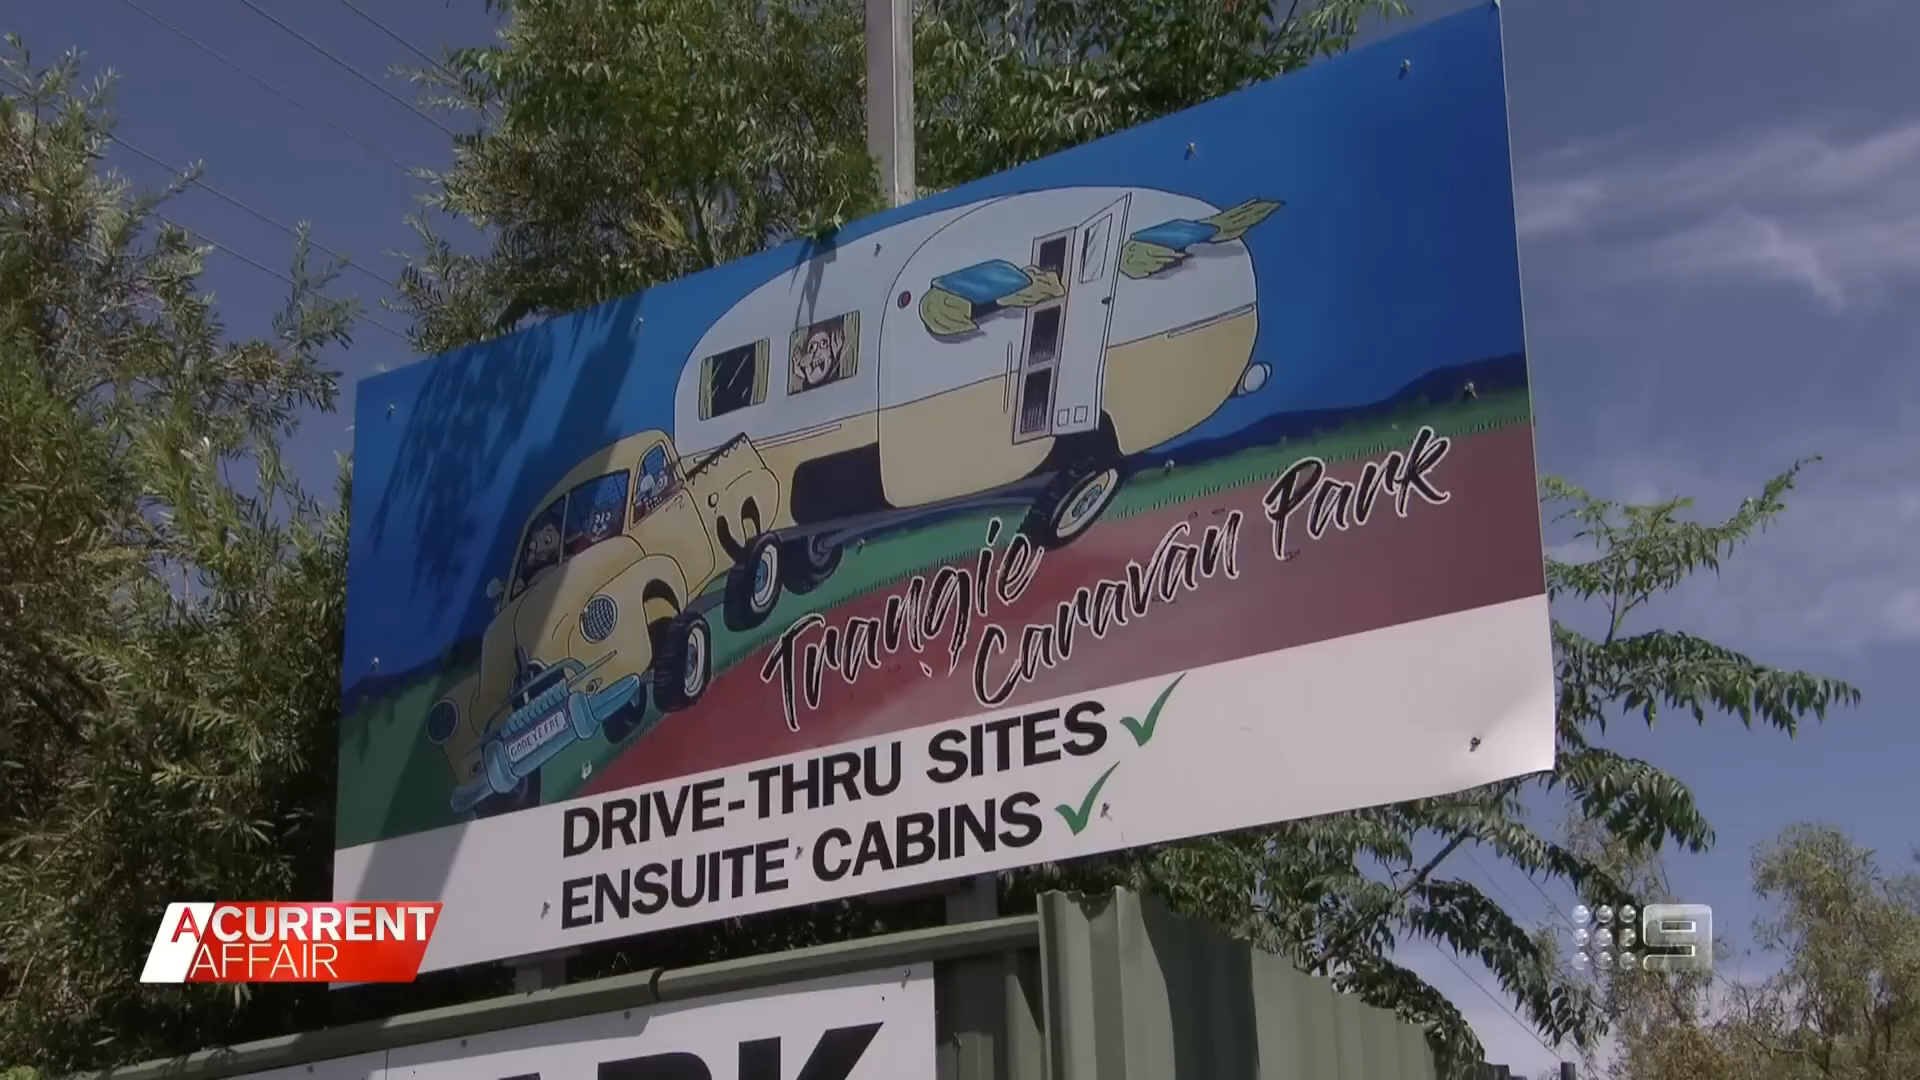 Trangie
Caravan Park
DRIVE-THRU SITES
ENSUITE CABINS
A CURRENT
AFFAIR
9